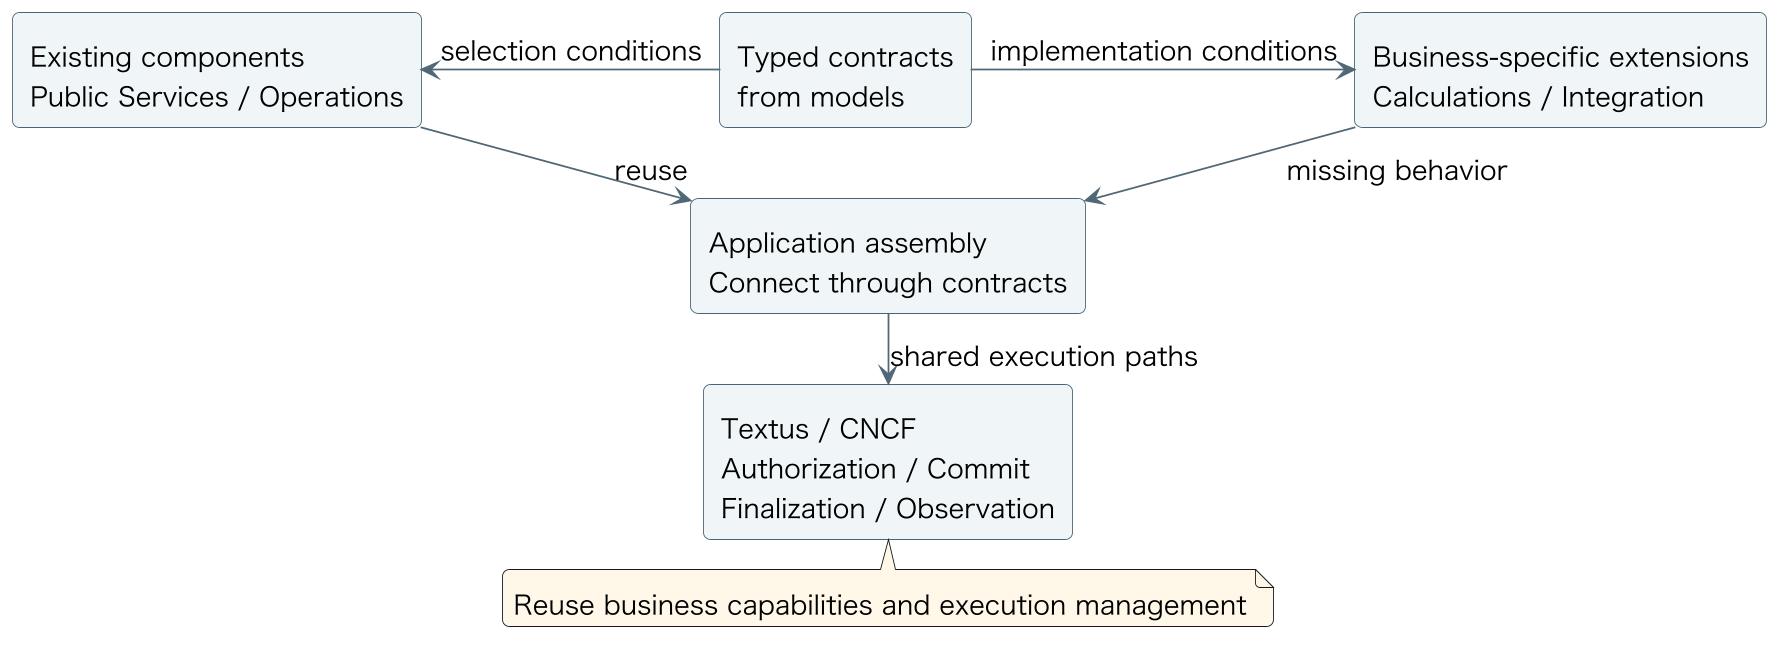 Existing components
Public Services / Operations
selection conditions
Typed contracts
from models
implementation conditions
Business-specific extensions
Calculations / Integration
reuse
missing behavior
Application assembly
Connect through contracts
shared execution paths
Textus / CNCF
Authorization / Commit
Finalization / Observation
Reuse business capabilities and execution management